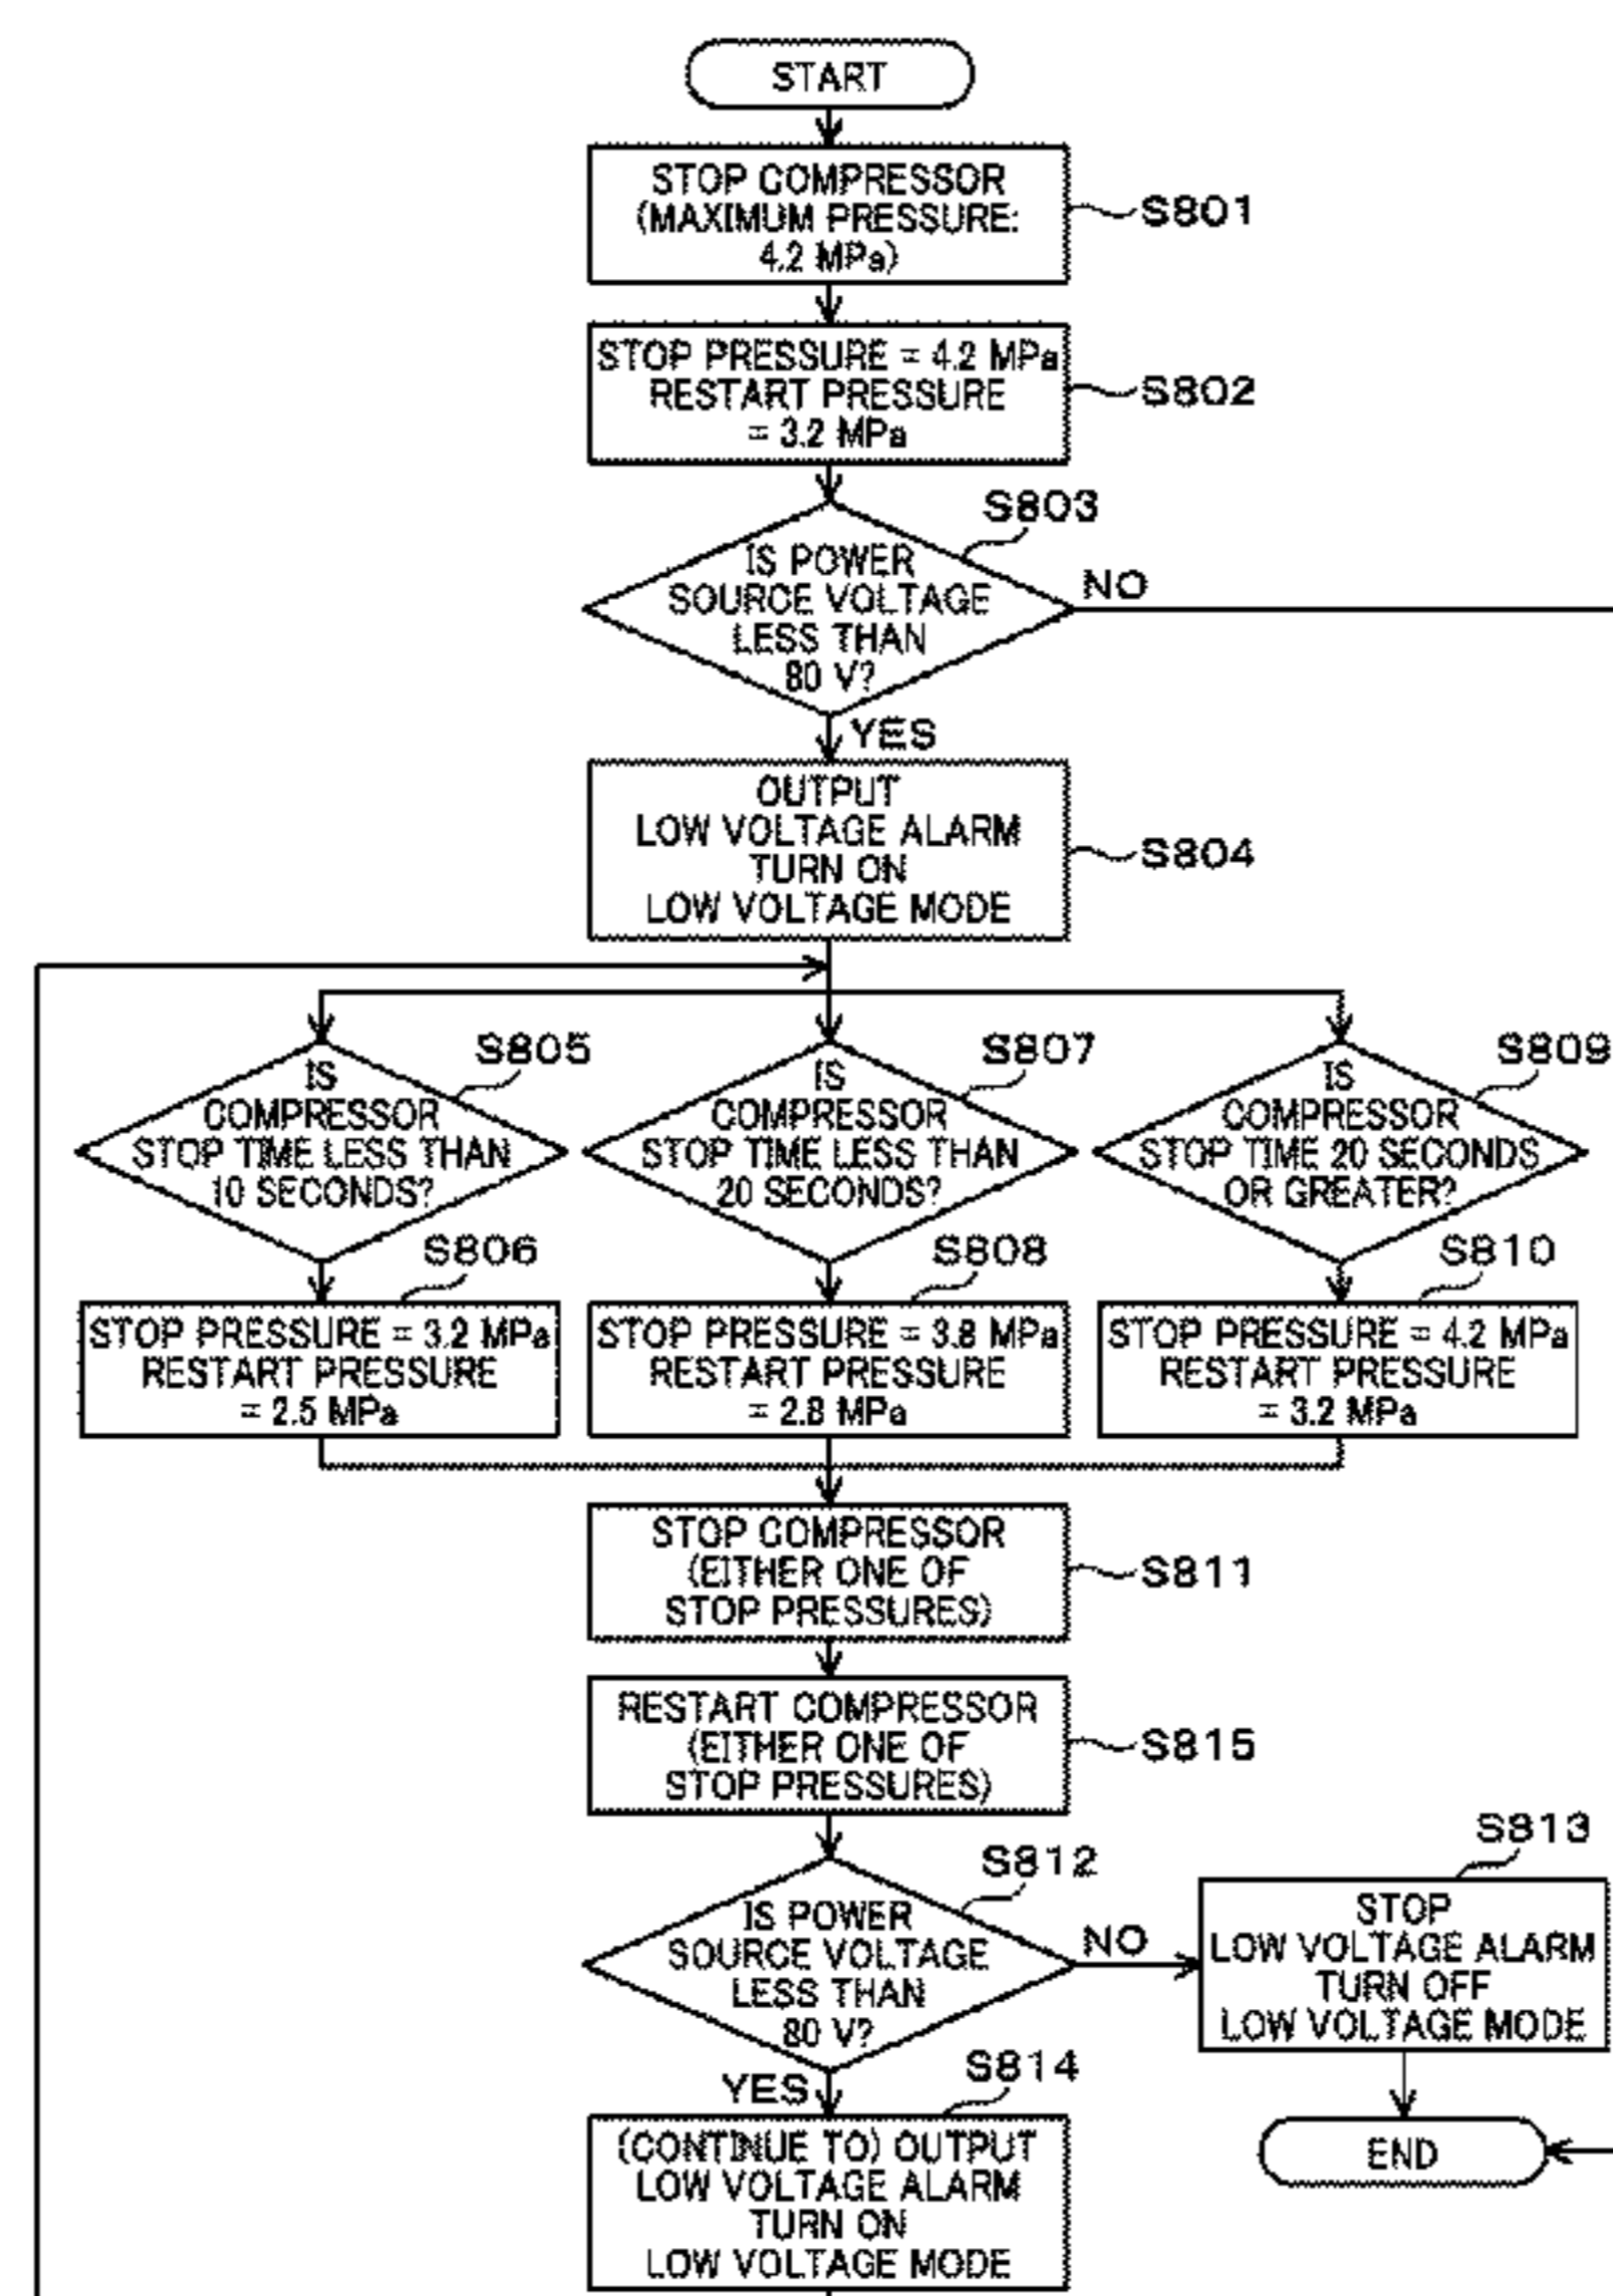 START
STOP COMPRESSOR
(MAXIMUM PRESSURE:
4.2 MPa)
S801
STOP PRESSURE = 4.2 MPa
RESTART PRESSURE
= 3.2 MPa
S802
S803
IS POWER
SOURCE VOLTAGE
LESS THAN
80 V?
NO
YES
OUTPUT
LOW VOLTAGE ALARM
TURN ON
LOW VOLTAGE MODE
S804
S805
IS
COMPRESSOR
STOP TIME LESS THAN
10 SECONDS?
S807
IS
COMPRESSOR
STOP TIME LESS THAN
20 SECONDS?
S809
IS
COMPRESSOR
STOP TIME 20 SECONDS
OR GREATER?
S806
STOP PRESSURE = 3.2 MPa
RESTART PRESSURE
= 2.5 MPa
S808
STOP PRESSURE = 3.8 MPa
RESTART PRESSURE
= 2.8 MPa
S810
STOP PRESSURE = 4.2 MPa
RESTART PRESSURE
= 3.2 MPa
STOP COMPRESSOR
(EITHER ONE OF
STOP PRESSURES)
S811
RESTART COMPRESSOR
(EITHER ONE OF
STOP PRESSURES)
S815
S812
IS POWER
SOURCE VOLTAGE
LESS THAN
80 V?
NO
S813
STOP
LOW VOLTAGE ALARM
TURN OFF
LOW VOLTAGE MODE
YES
S814
(CONTINUE TO) OUTPUT
LOW VOLTAGE ALARM
TURN ON
LOW VOLTAGE MODE
END